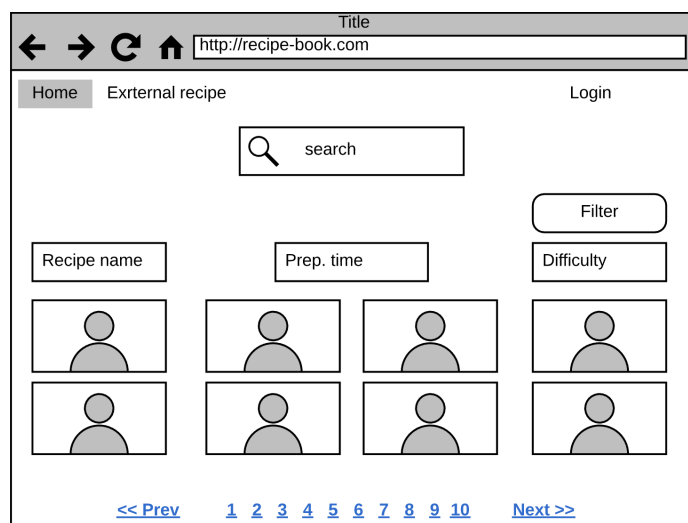 Title
http://recipe-book.com
Home Exrternal recipe Login
search
Filter
Recipe name Prep. time Difficulty
<< Prev 1 2 3 4 5 6 7 8 9 10 Next >>